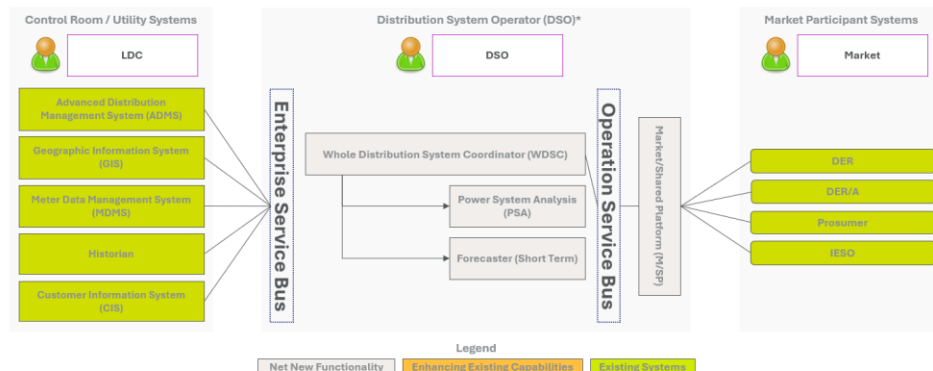 Control Room / Utility Systems
LDC
Advanced Distribution
Management System (ADMS)
Geographic Information System
(GIS)
Meter Data Management System
(MDMS)
Historian
Customer Information System
(CIS)
Enterprise Service Bus
Distribution System Operator (DSO)*
DSO
Whole Distribution System Coordinator (WDSC)
Power System Analysis
(PSA)
Forecaster (Short Term)
Operation Service Bus
Market/Shared Platform (M/SP)
Market Participant Systems
Market
DER
DER/A
Prosumer
IESO
Legend
Net New Functionality
Enhancing Existing Capabilities
Existing Systems